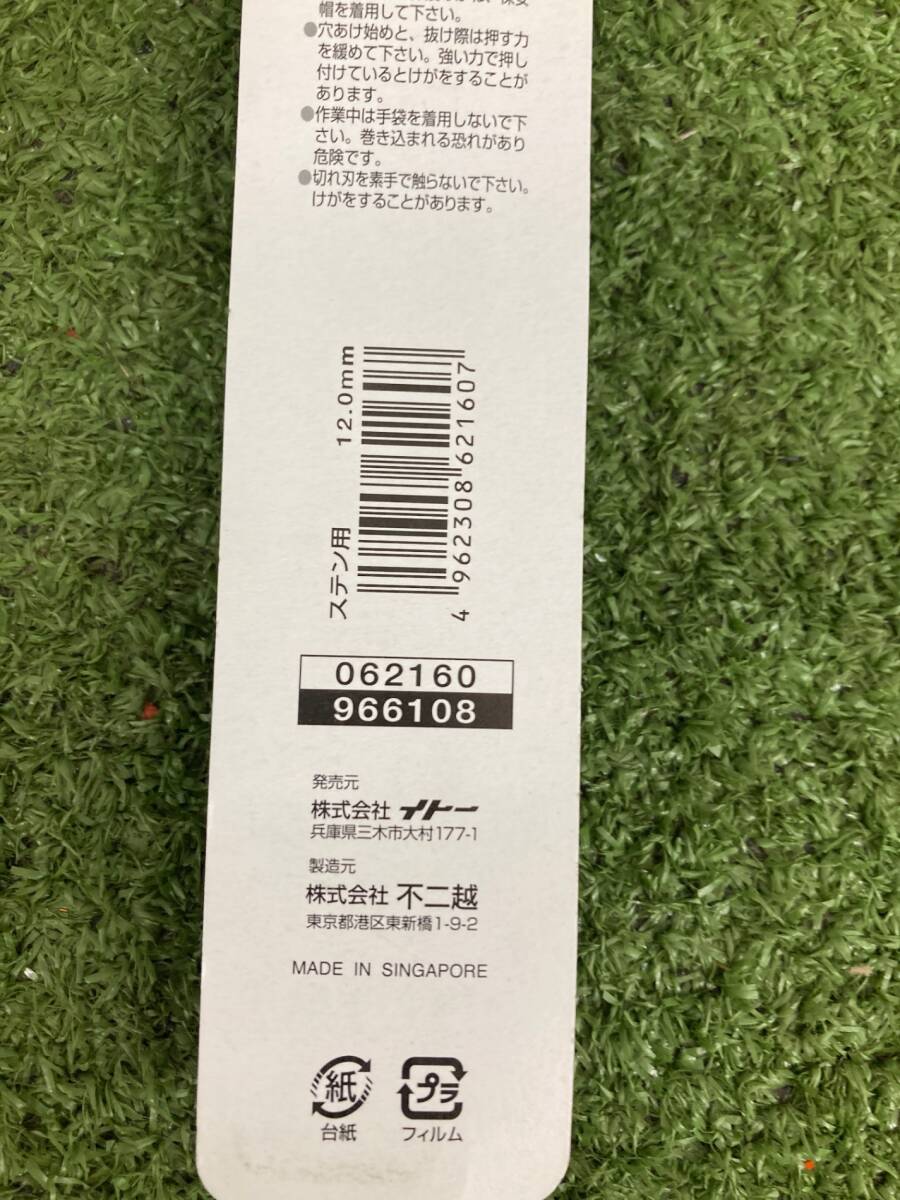 帽を着用して下さい。
●穴あけ始めと、抜け際は押す力
を緩めて下さい。強い力で押し
付けているとけがをすることが
あります。
●作業中は手袋を着用しないで下
さい。巻き込まれる恐れがあり
危険です。
●切れ刃を素手で触らないで下さい。
けがをすることがあります。
ステン用 12.0mm
4 962308 621607
062160
966108
発売元
株式会社 イトー
兵庫県三木市大村177-1
製造元
株式会社 不二越
東京都港区東新橋1-9-2
MADE IN SINGAPORE
紙
台紙
プラ
フィルム